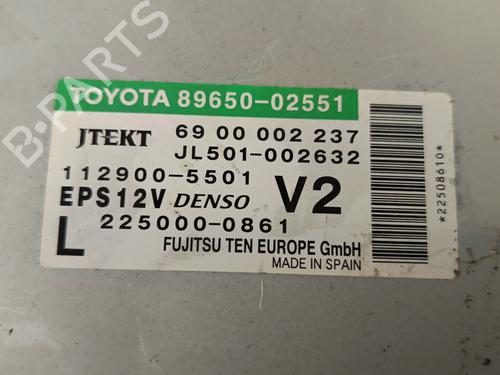 B-PARTS
TOYOTA 89650-02551
JTEKT 69 00 002 237
JL501-002632
112900-5501 V2
EPS12V DENSO
L 225000-0861
FUJITSU TEN EUROPE GmbH
MADE IN SPAIN
*22508610*